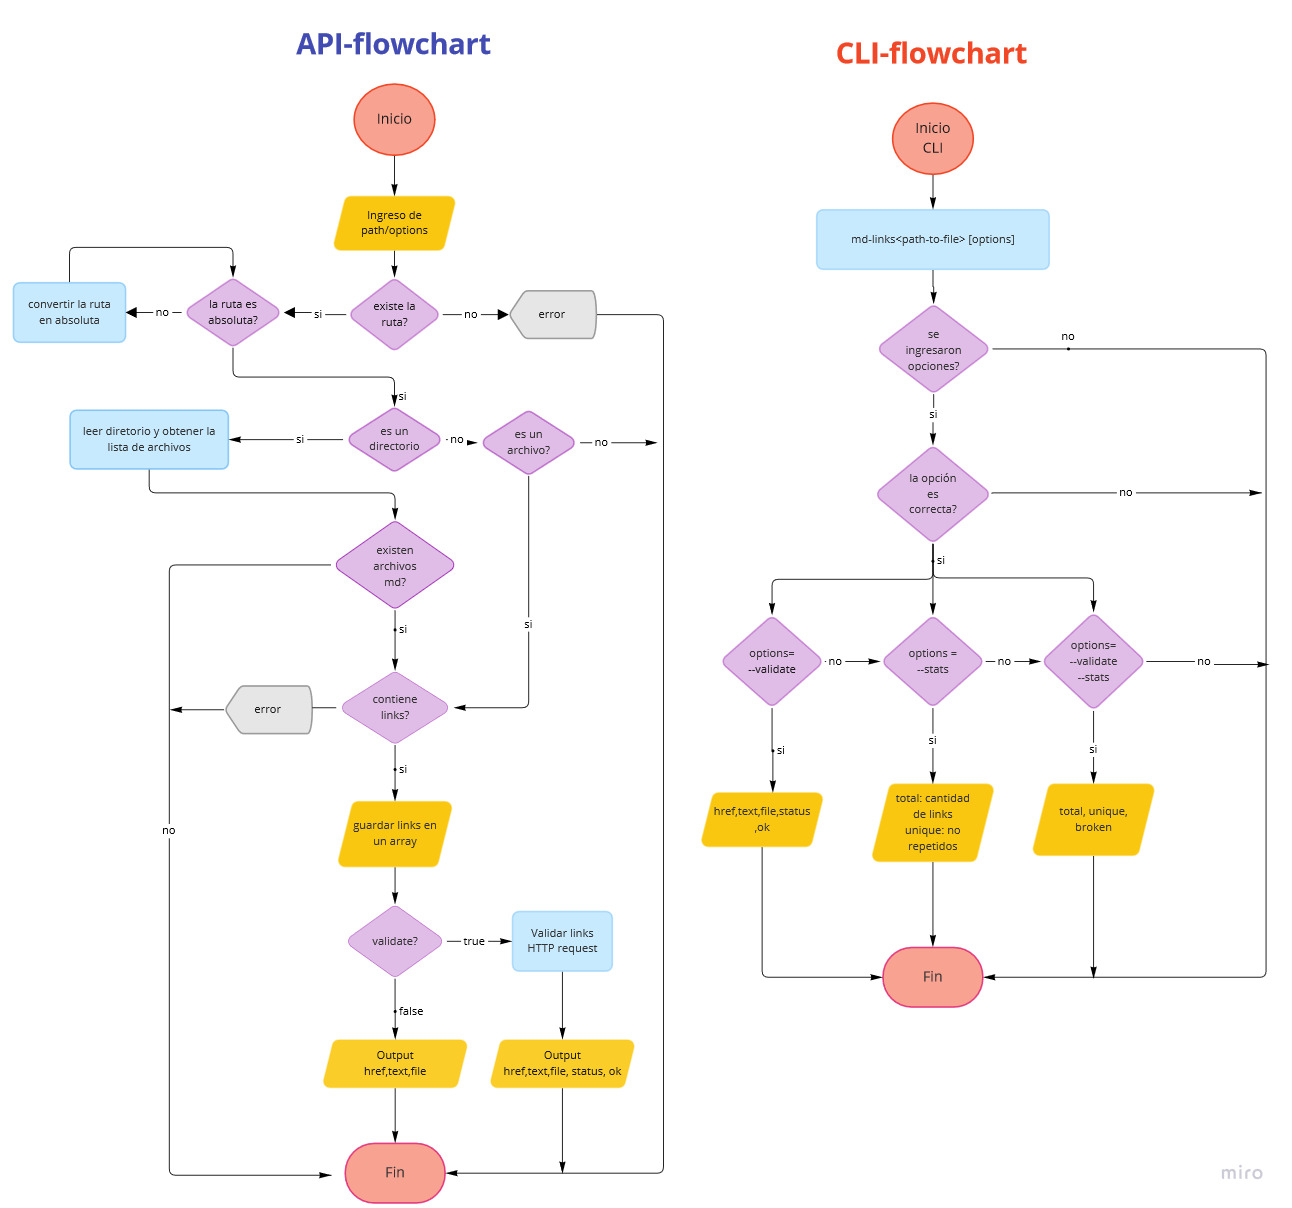 API-flowchart
Inicio
Ingreso de
path/options
existe la
ruta?
si
no
error
la ruta es
absoluta?
no
convertir la ruta
en absoluta
si
es un
directorio
si
no
leer diretorio y obtener la
lista de archivos
es un
archivo?
no
si
existen
archivos
md?
si
no
contiene
links?
error
si
guardar links en
un array
validate?
true
Validar links
HTTP request
false
Output
href,text,file
Output
href,text,file, status, ok
Fin
CLI-flowchart
Inicio
CLI
md-links<path-to-file> [options]
se
ingresaron
opciones?
no
si
la opción
es
correcta?
no
si
options=
--validate
no
options =
--stats
no
options=
--validate
--stats
no
si
si
si
href,text,file,status
,ok
total: cantidad
de links
unique: no
repetidos
total, unique,
broken
Fin
miro